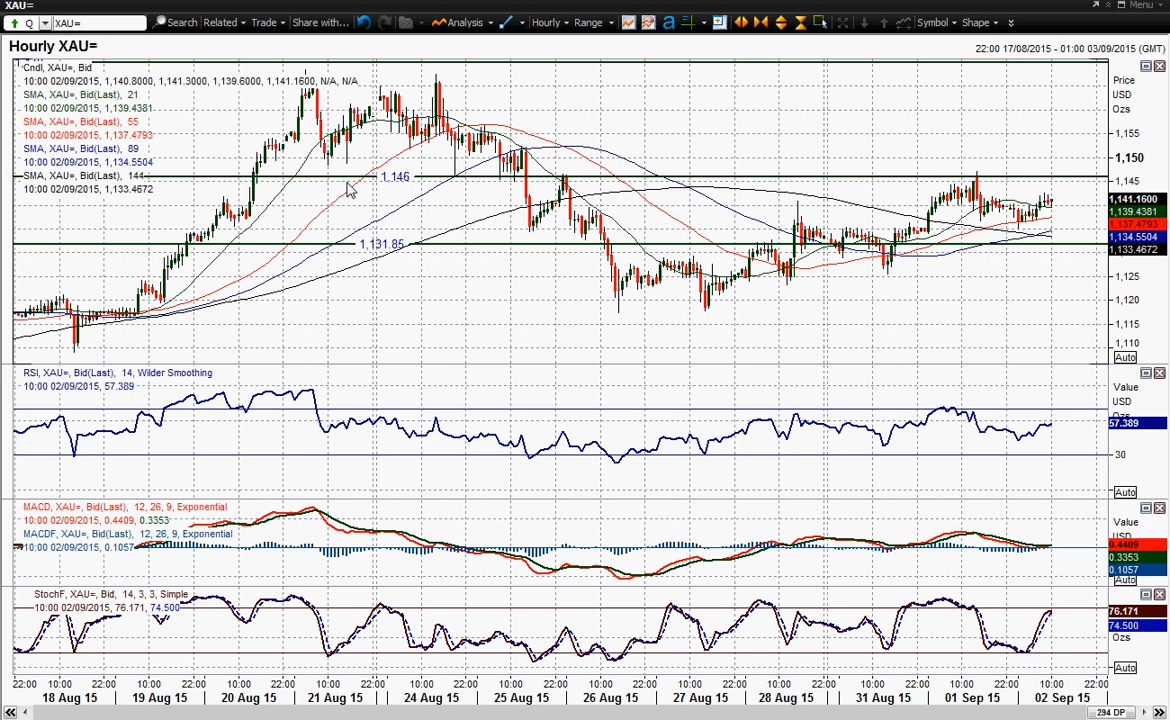 XAU=
Menu
Q XAU= Search Related Trade Share with... Analysis Hourly Range Symbol Shape
Hourly XAU=
22:00 17/08/2015 - 01:00 03/09/2015 (GMT)
Cndl, XAU=, Bid
10:00 02/09/2015, 1,140.8000, 1,141.3000, 1,139.6000, 1,141.1600, N/A, N/A
SMA, XAU=, Bid(Last), 21
10:00 02/09/2015, 1,139.4381
SMA, XAU=, Bid(Last), 55
10:00 02/09/2015, 1,137.4793
SMA, XAU=, Bid(Last), 89
10:00 02/09/2015, 1,134.5504
SMA, XAU=, Bid(Last), 144
10:00 02/09/2015, 1,133.4672
1,146
1,131.85
Price
USD
Ozs
1,155
1,150
1,145
1,141.1600
1,139.4381
1,137.4793
1,134.5504
1,133.4672
1,125
1,120
1,115
1,110
Auto
RSI, XAU=, Bid(Last), 14, Wilder Smoothing
10:00 02/09/2015, 57.389
Value
USD
Ozs
57.389
30
Auto
MACD, XAU=, Bid(Last), 12, 26, 9, Exponential
10:00 02/09/2015, 0.4409, 0.3353
MACDF, XAU=, Bid(Last), 12, 26, 9, Exponential
10:00 02/09/2015, 0.1057
Value
USD
0.4409
0.3353
0.1057
Auto
StochF, XAU=, Bid, 14, 3, 3, Simple
10:00 02/09/2015, 76.171, 74.500
Value
76.171
74.500
Ozs
Auto
22:00 10:00 22:00 10:00 22:00 10:00 22:00 10:00 22:00 10:00 22:00 10:00 22:00 10:00 22:00 10:00 22:00 10:00 22:00 10:00 22:00 10:00 22:00 10:00 22:00
18 Aug 15 19 Aug 15 20 Aug 15 21 Aug 15 24 Aug 15 25 Aug 15 26 Aug 15 27 Aug 15 28 Aug 15 31 Aug 15 01 Sep 15 02 Sep 15
294 DP